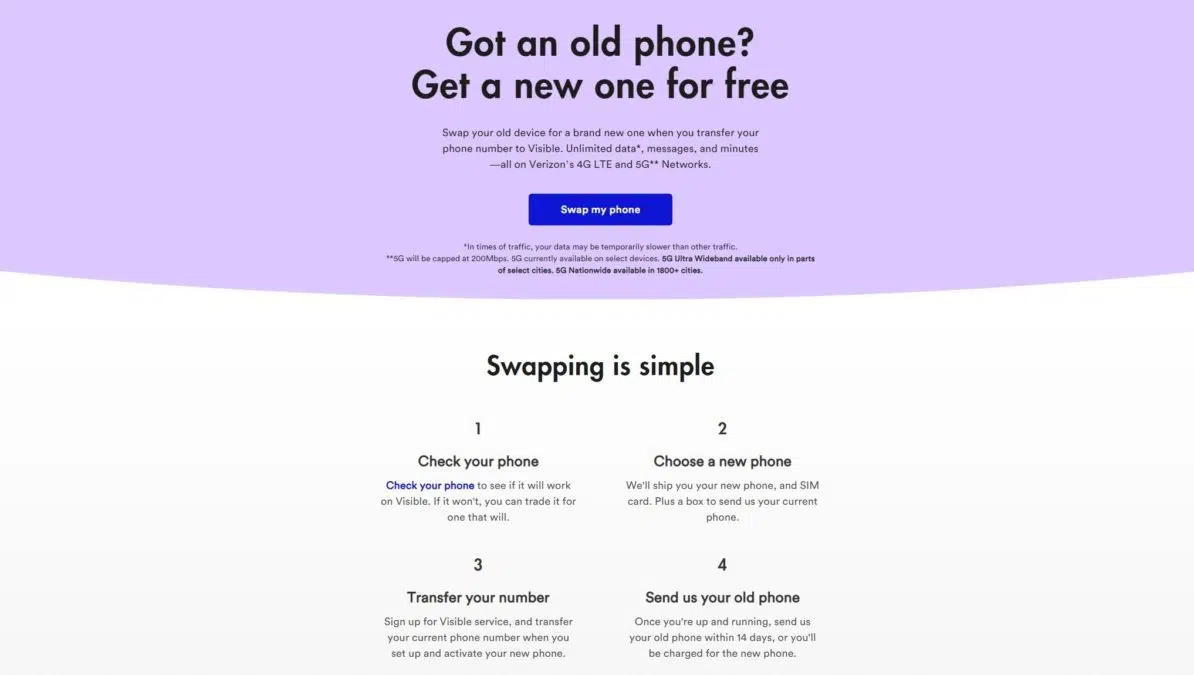 Got an old phone?
Get a new one for free
Swap your old device for a brand new one when you transfer your
phone number to Visible. Unlimited data*, messages, and minutes
—all on Verizon's 4G LTE and 5G** Networks.
Swap my phone
*In times of traffic, your data may be temporarily slower than other traffic.
**5G will be capped at 200Mbps. 5G currently available on select devices. 5G Ultra Wideband available only in parts
of select cities. 5G Nationwide available in 1800+ cities.
Swapping is simple
1
Check your phone
Check your phone to see if it will work
on Visible. If it won't, you can trade it for
one that will.
2
Choose a new phone
We'll ship you your new phone, and SIM
card. Plus a box to send us your current
phone.
3
Transfer your number
Sign up for Visible service, and transfer
your current phone number when you
set up and activate your new phone.
4
Send us your old phone
Once you're up and running, send us
your old phone within 14 days, or you'll
be charged for the new phone.